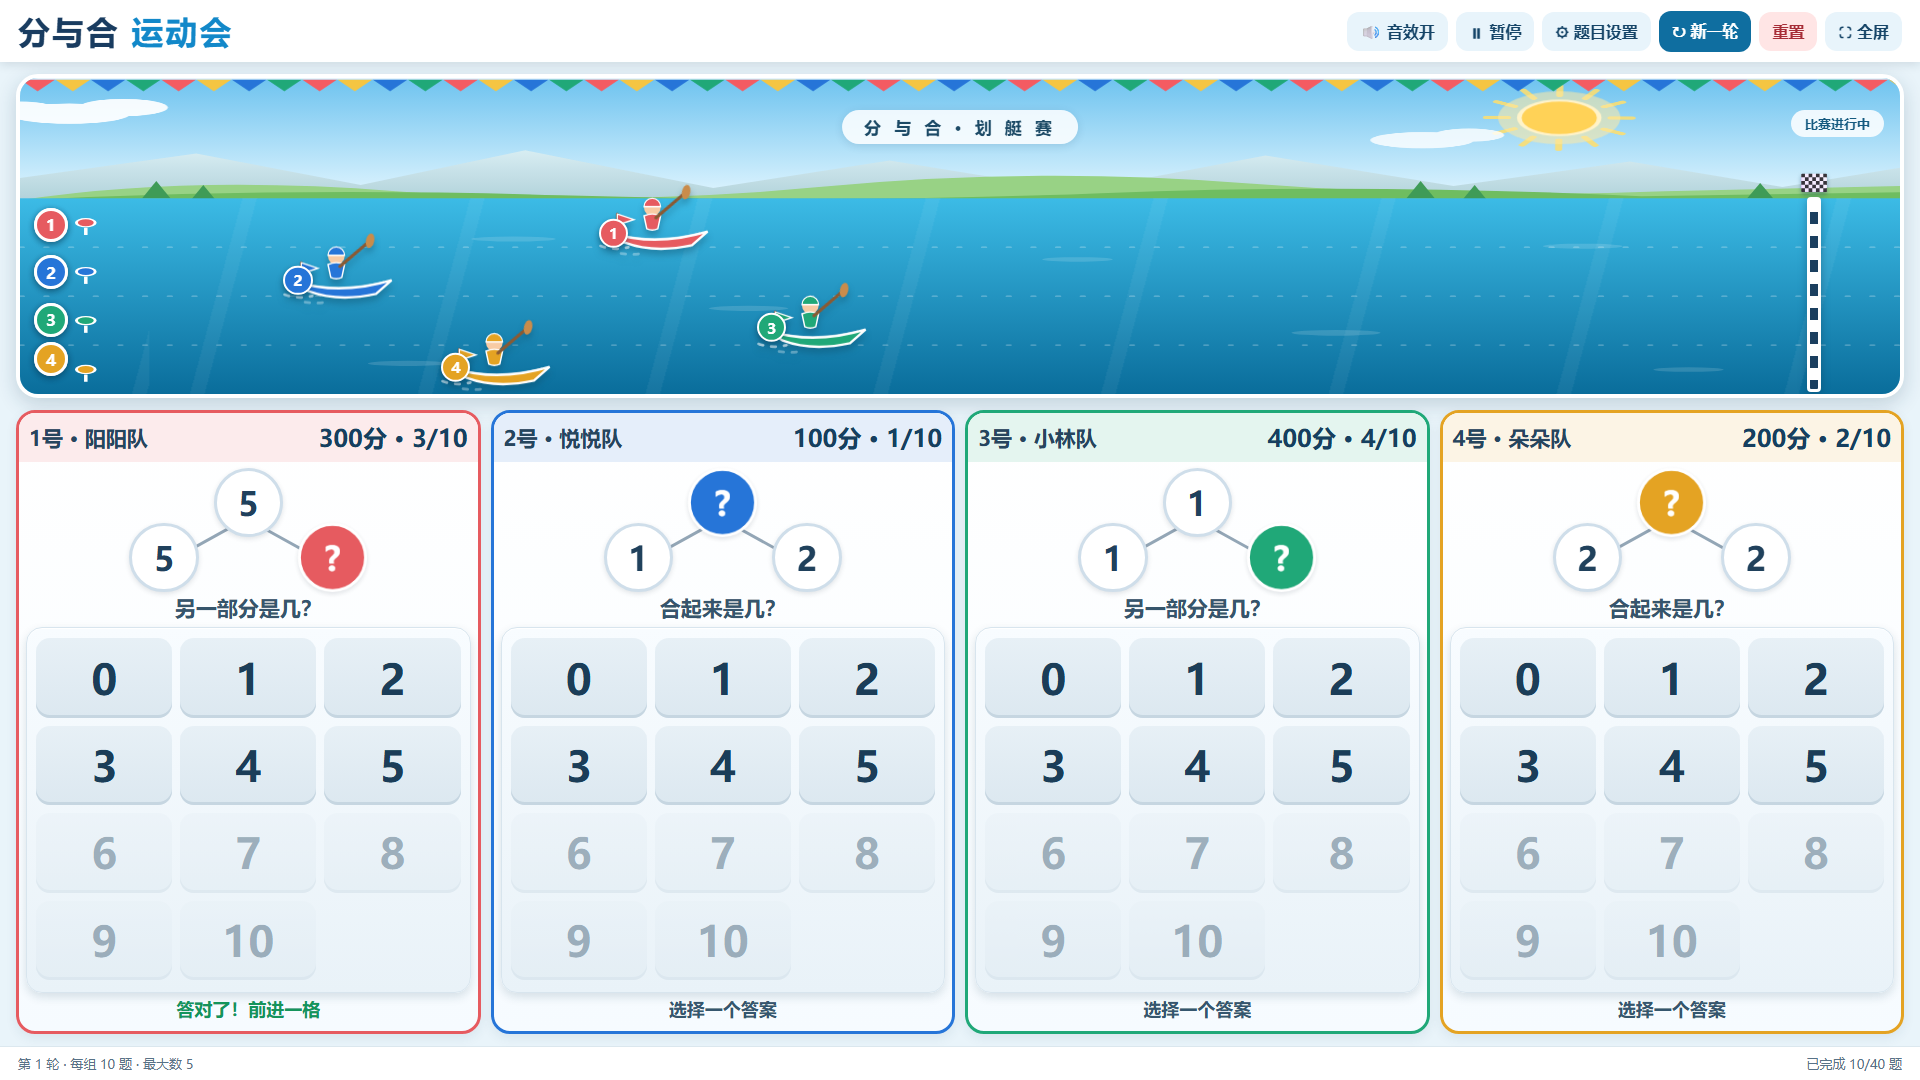 分与合 运动会
音效开
暂停
题目设置
新一轮
重置
全屏
分与合·划艇赛
比赛进行中
1
2
3
4
1
2
3
4
1号·阳阳队 300分·3/10
5
5 ?
另一部分是几?
0 1 2
3 4 5
6 7 8
9 10
答对了！前进一格
2号·悦悦队 100分·1/10
?
1 2
合起来是几?
0 1 2
3 4 5
6 7 8
9 10
选择一个答案
3号·小林队 400分·4/10
1
1 ?
另一部分是几?
0 1 2
3 4 5
6 7 8
9 10
选择一个答案
4号·朵朵队 200分·2/10
?
2 2
合起来是几?
0 1 2
3 4 5
6 7 8
9 10
选择一个答案
第 1 轮 · 每组 10 题 · 最大数 5
已完成 10/40 题